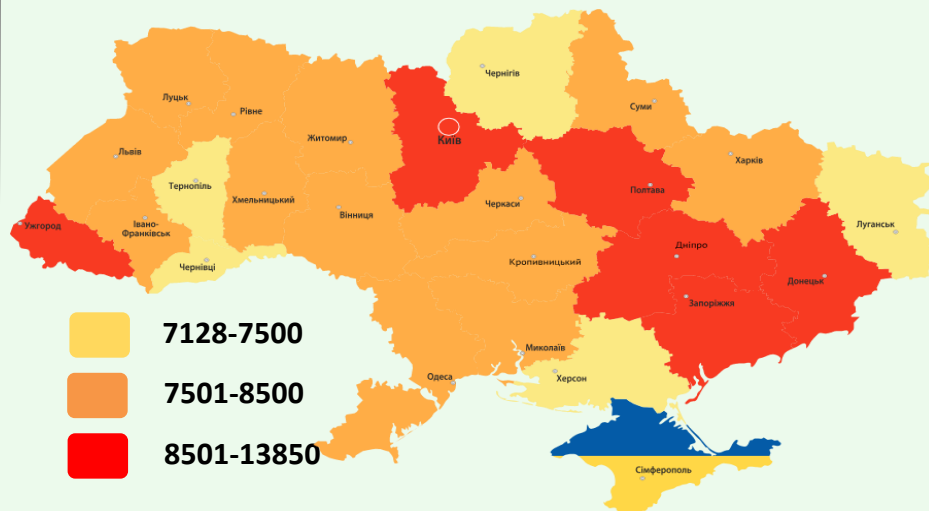 Чернігів
Луцьк
Рівне
Суми
Житомир
Київ
Львів
Харків
Тернопіль
Хмельницький
Полтава
Черкаси
Вінниця
Ужгород
Івано-
Франківськ
Луганськ
Дніпро
Чернівці
Кропивницький
Донецьк
Запоріжжя
7128-7500
Миколаїв
Одеса
Херсон
7501-8500
8501-13850
Сімферополь